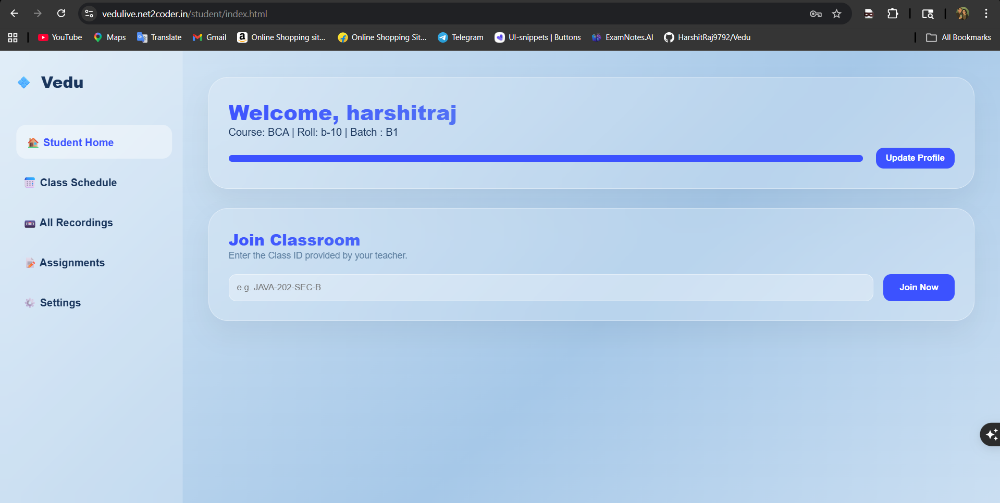 vedulive.net2coder.in/student/index.html
YouTube Maps Translate Gmail Online Shopping sit... Online Shopping Sit... Telegram UI-snippets | Buttons ExamNotes.AI HarshitRaj9792/Vedu All Bookmarks
Vedu
Student Home
Class Schedule
All Recordings
Assignments
Settings
Welcome, harshitraj
Course: BCA | Roll: b-10 | Batch : B1
Update Profile
Join Classroom
Enter the Class ID provided by your teacher.
e.g. JAVA-202-SEC-B
Join Now